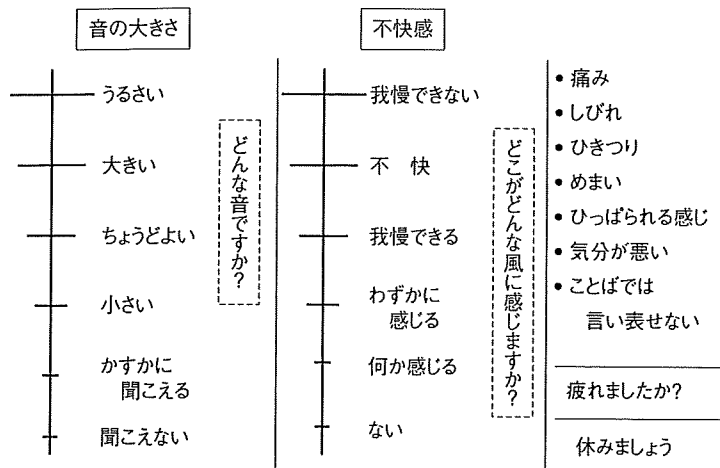 音の大きさ
うるさい
大きい
ちょうどよい
小さい
かすかに
聞こえる
聞こえない
どんな音ですか?
不快感
我慢できない
不 快
我慢できる
わずかに
感じる
何か感じる
ない
どこがどんな風に感じますか?
• 痛み
• しびれ
• ひきつり
• めまい
• ひっぱられる感じ
• 気分が悪い
• ことばでは
言い表せない
疲れましたか?
休みましょう